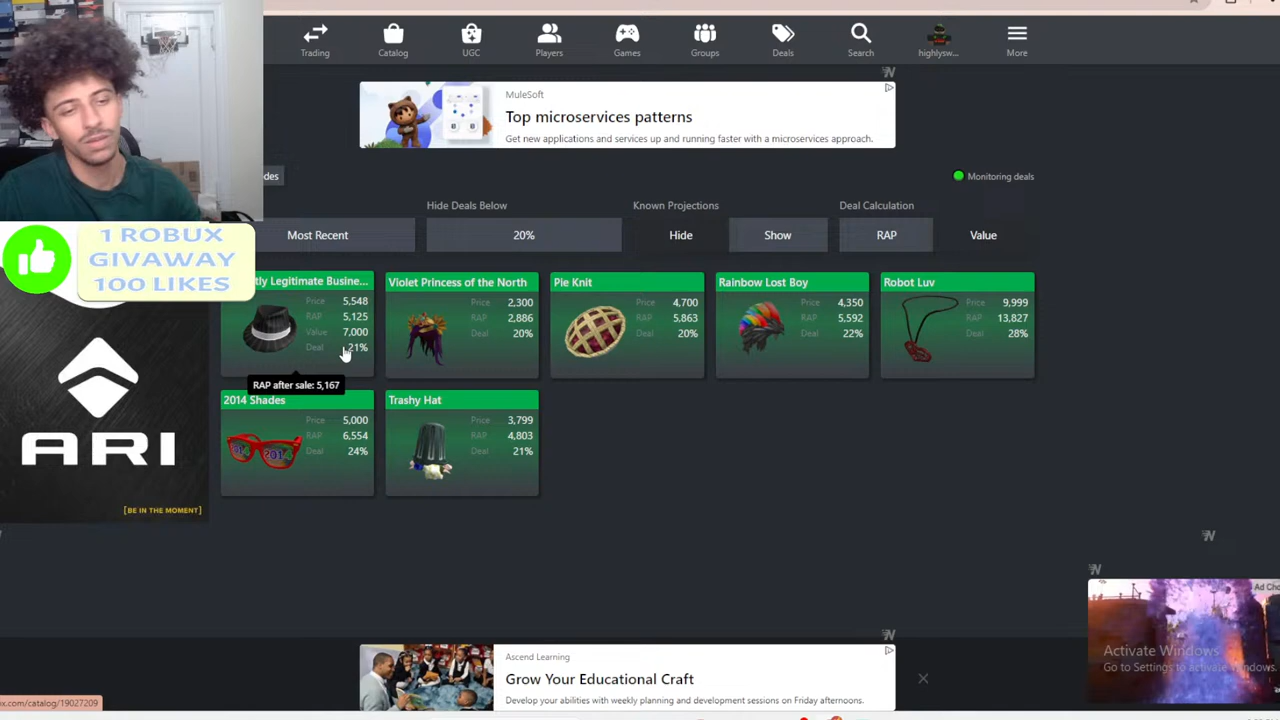 Trading
Catalog
UGC
Players
Games
Groups
Deals
Search
highlysw...
More
MuleSoft
Top microservices patterns
Get new applications and services up and running faster with a microservices approach.
Monitoring deals
Hide Deals Below
Known Projections
Deal Calculation
Most Recent
20%
Hide
Show
RAP
Value
1 ROBUX
GIVAWAY
100 LIKES
tly Legitimate Busine...
Price 5,548
RAP 5,125
Value 7,000
Deal 21%
RAP after sale: 5,167
Violet Princess of the North
Price 2,300
RAP 2,886
Deal 20%
Pie Knit
Price 4,700
RAP 5,863
Deal 20%
Rainbow Lost Boy
Price 4,350
RAP 5,592
Deal 22%
Robot Luv
Price 9,999
RAP 13,827
Deal 28%
2014 Shades
Price 5,000
RAP 6,554
Deal 24%
Trashy Hat
Price 3,799
RAP 4,803
Deal 21%
ARI
[BE IN THE MOMENT]
Ad Cho
Activate Windows
Go to Settings to activate Windows.
Ascend Learning
Grow Your Educational Craft
Develop your abilities with weekly planning and development sessions on Friday afternoons.
ox.com/catalog/19027209